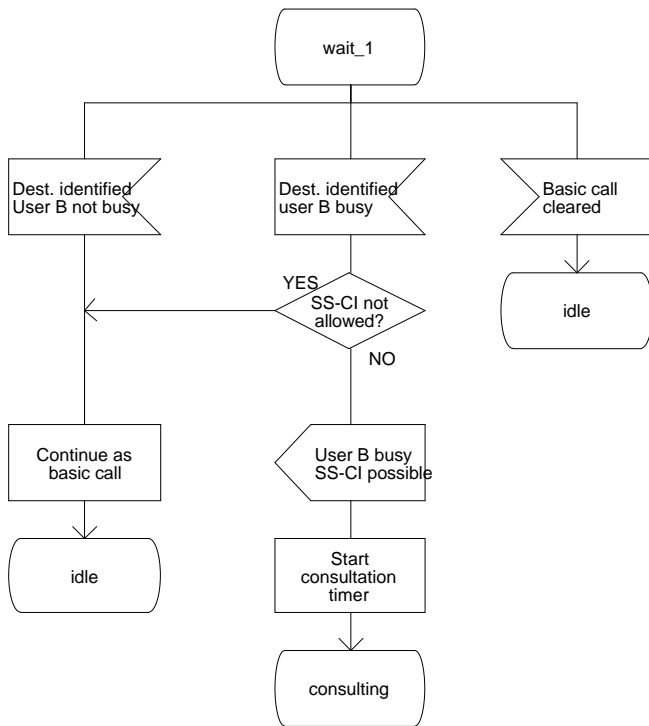 wait_1
Dest. identified
User B not busy
Dest. identified
user B busy
Basic call
cleared
YES
SS-CI not
allowed?
idle
NO
Continue as
basic call
User B busy
SS-CI possible
idle
Start
consultation
timer
consulting